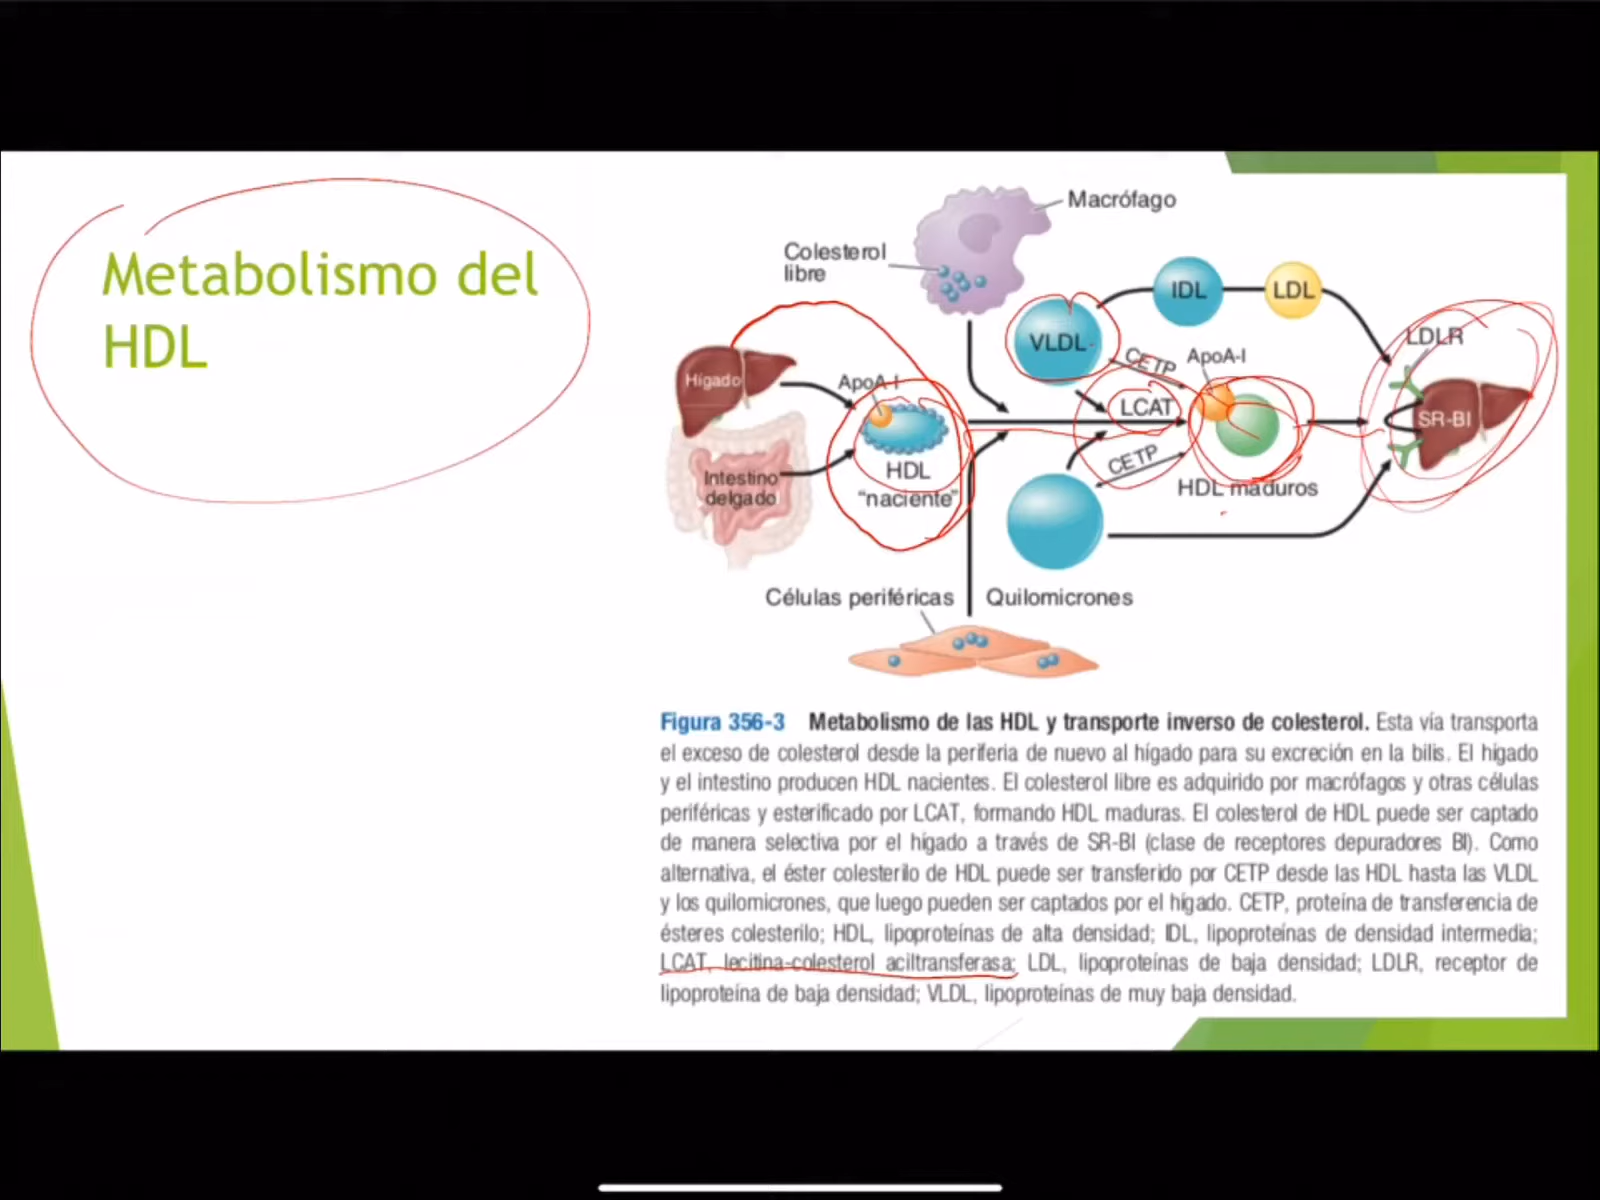 Metabolismo del
HDL
Macrófago
Colesterol
libre
IDL
LDL
VLDL
LDLR
CETP
ApoA-I
Hígado
ApoA-I
LCAT
SR-BI
HDL
"naciente"
Intestino
delgado
CETP
HDL maduros
Células periféricas
Quilomicrones
Figura 356-3 Metabolismo de las HDL y transporte inverso de colesterol. Esta vía transporta
el exceso de colesterol desde la periferia de nuevo al hígado para su excreción en la bilis. El hígado
y el intestino producen HDL nacientes. El colesterol libre es adquirido por macrófagos y otras células
periféricas y esterificado por LCAT, formando HDL maduras. El colesterol de HDL puede ser captado
de manera selectiva por el hígado a través de SR-BI (clase de receptores depuradores BI). Como
alternativa, el éster colesterilo de HDL puede ser transferido por CETP desde las HDL hasta las VLDL
y los quilomicrones, que luego pueden ser captados por el hígado. CETP, proteína de transferencia de
ésteres colesterilo; HDL, lipoproteínas de alta densidad; IDL, lipoproteínas de densidad intermedia;
LCAT, lecitina-colesterol aciltransferasa; LDL, lipoproteínas de baja densidad; LDLR, receptor de
lipoproteína de baja densidad; VLDL, lipoproteínas de muy baja densidad.